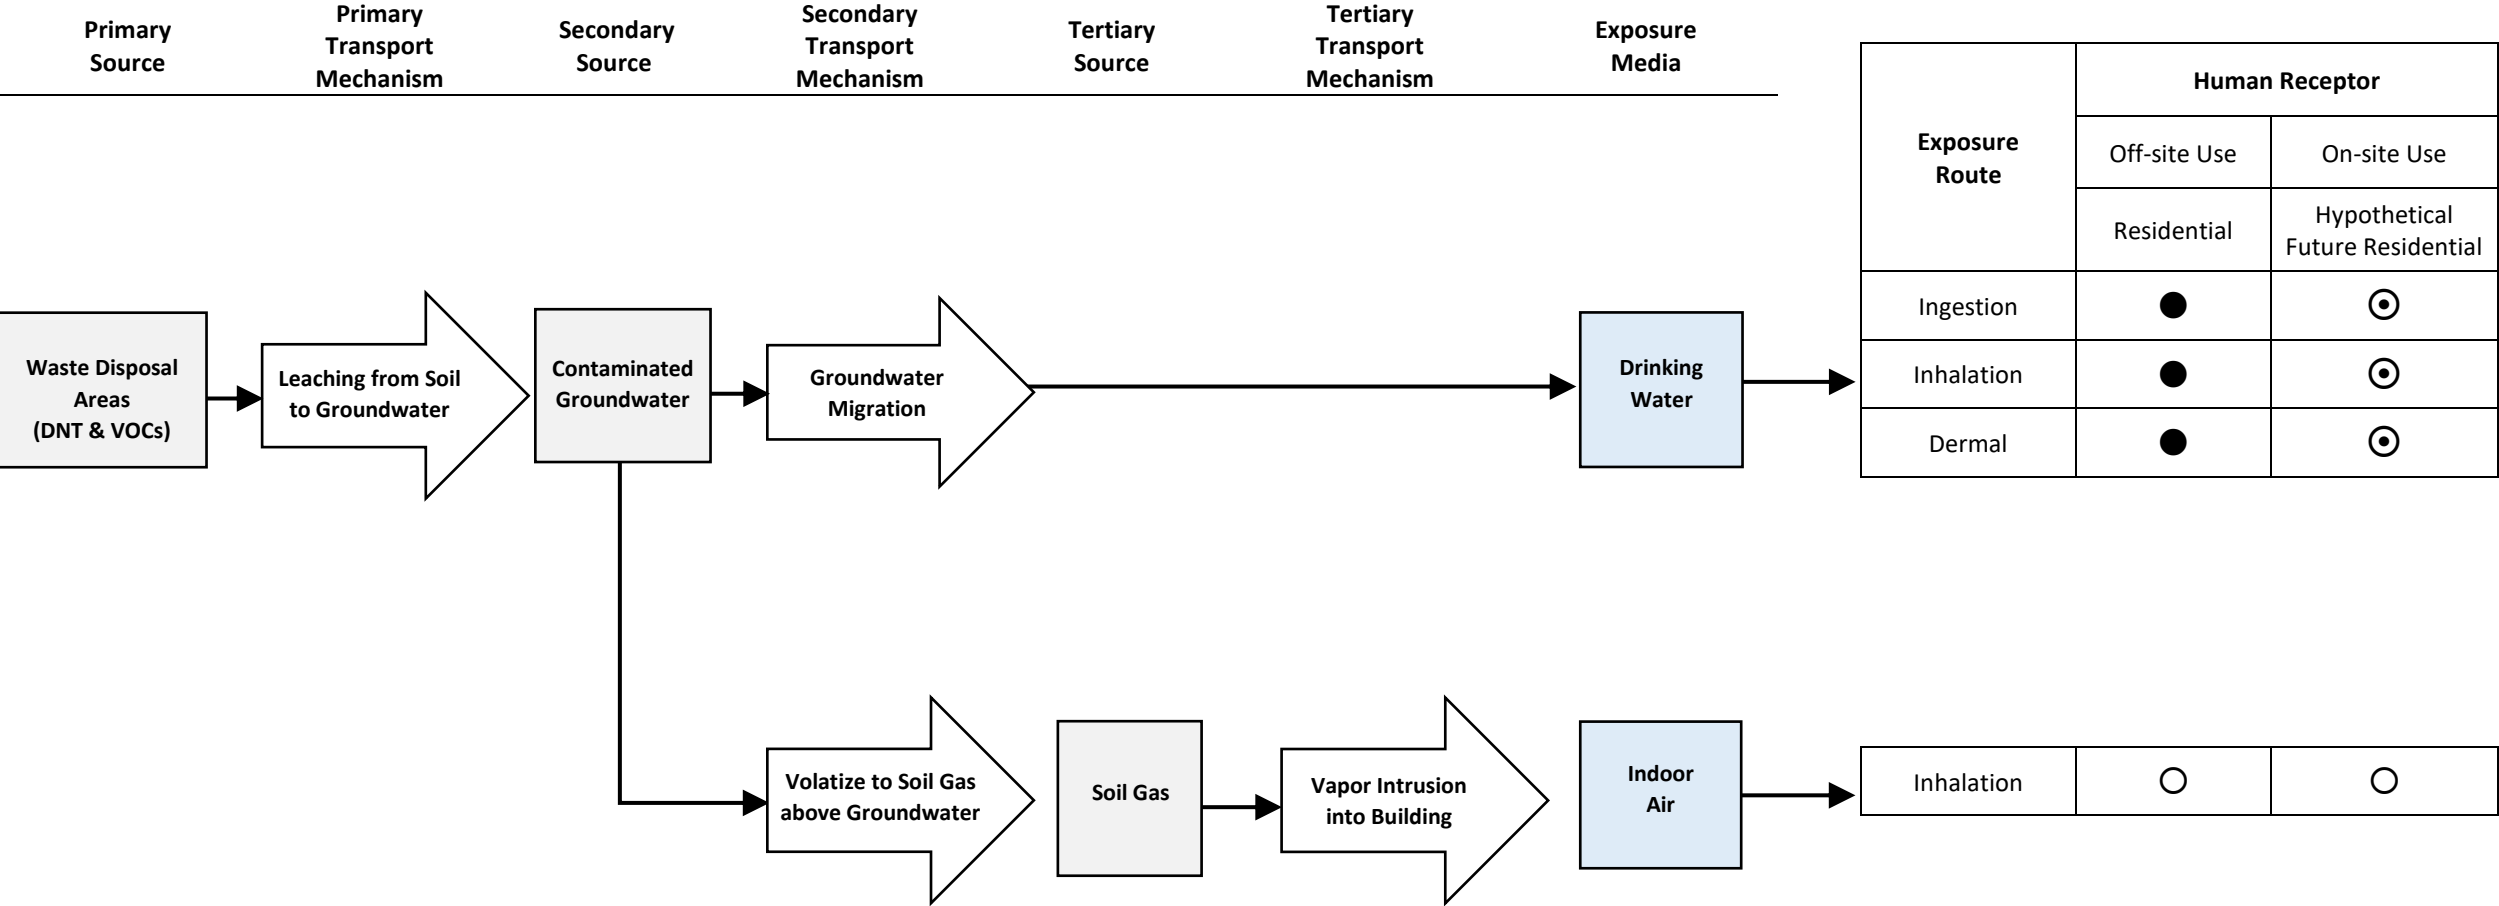 Primary
Source
Primary
Transport
Mechanism
Secondary
Source
Secondary
Transport
Mechanism
Tertiary
Source
Tertiary
Transport
Mechanism
Exposure
Media
Exposure
Route
Human Receptor
Off-site Use
On-site Use
Residential
Hypothetical
Future Residential
Ingestion
Inhalation
Dermal
Waste Disposal
Areas
(DNT & VOCs)
Leaching from Soil
to Groundwater
Contaminated
Groundwater
Groundwater
Migration
Drinking
Water
Volatize to Soil Gas
above Groundwater
Soil Gas
Vapor Intrusion
into Building
Indoor
Air
Inhalation